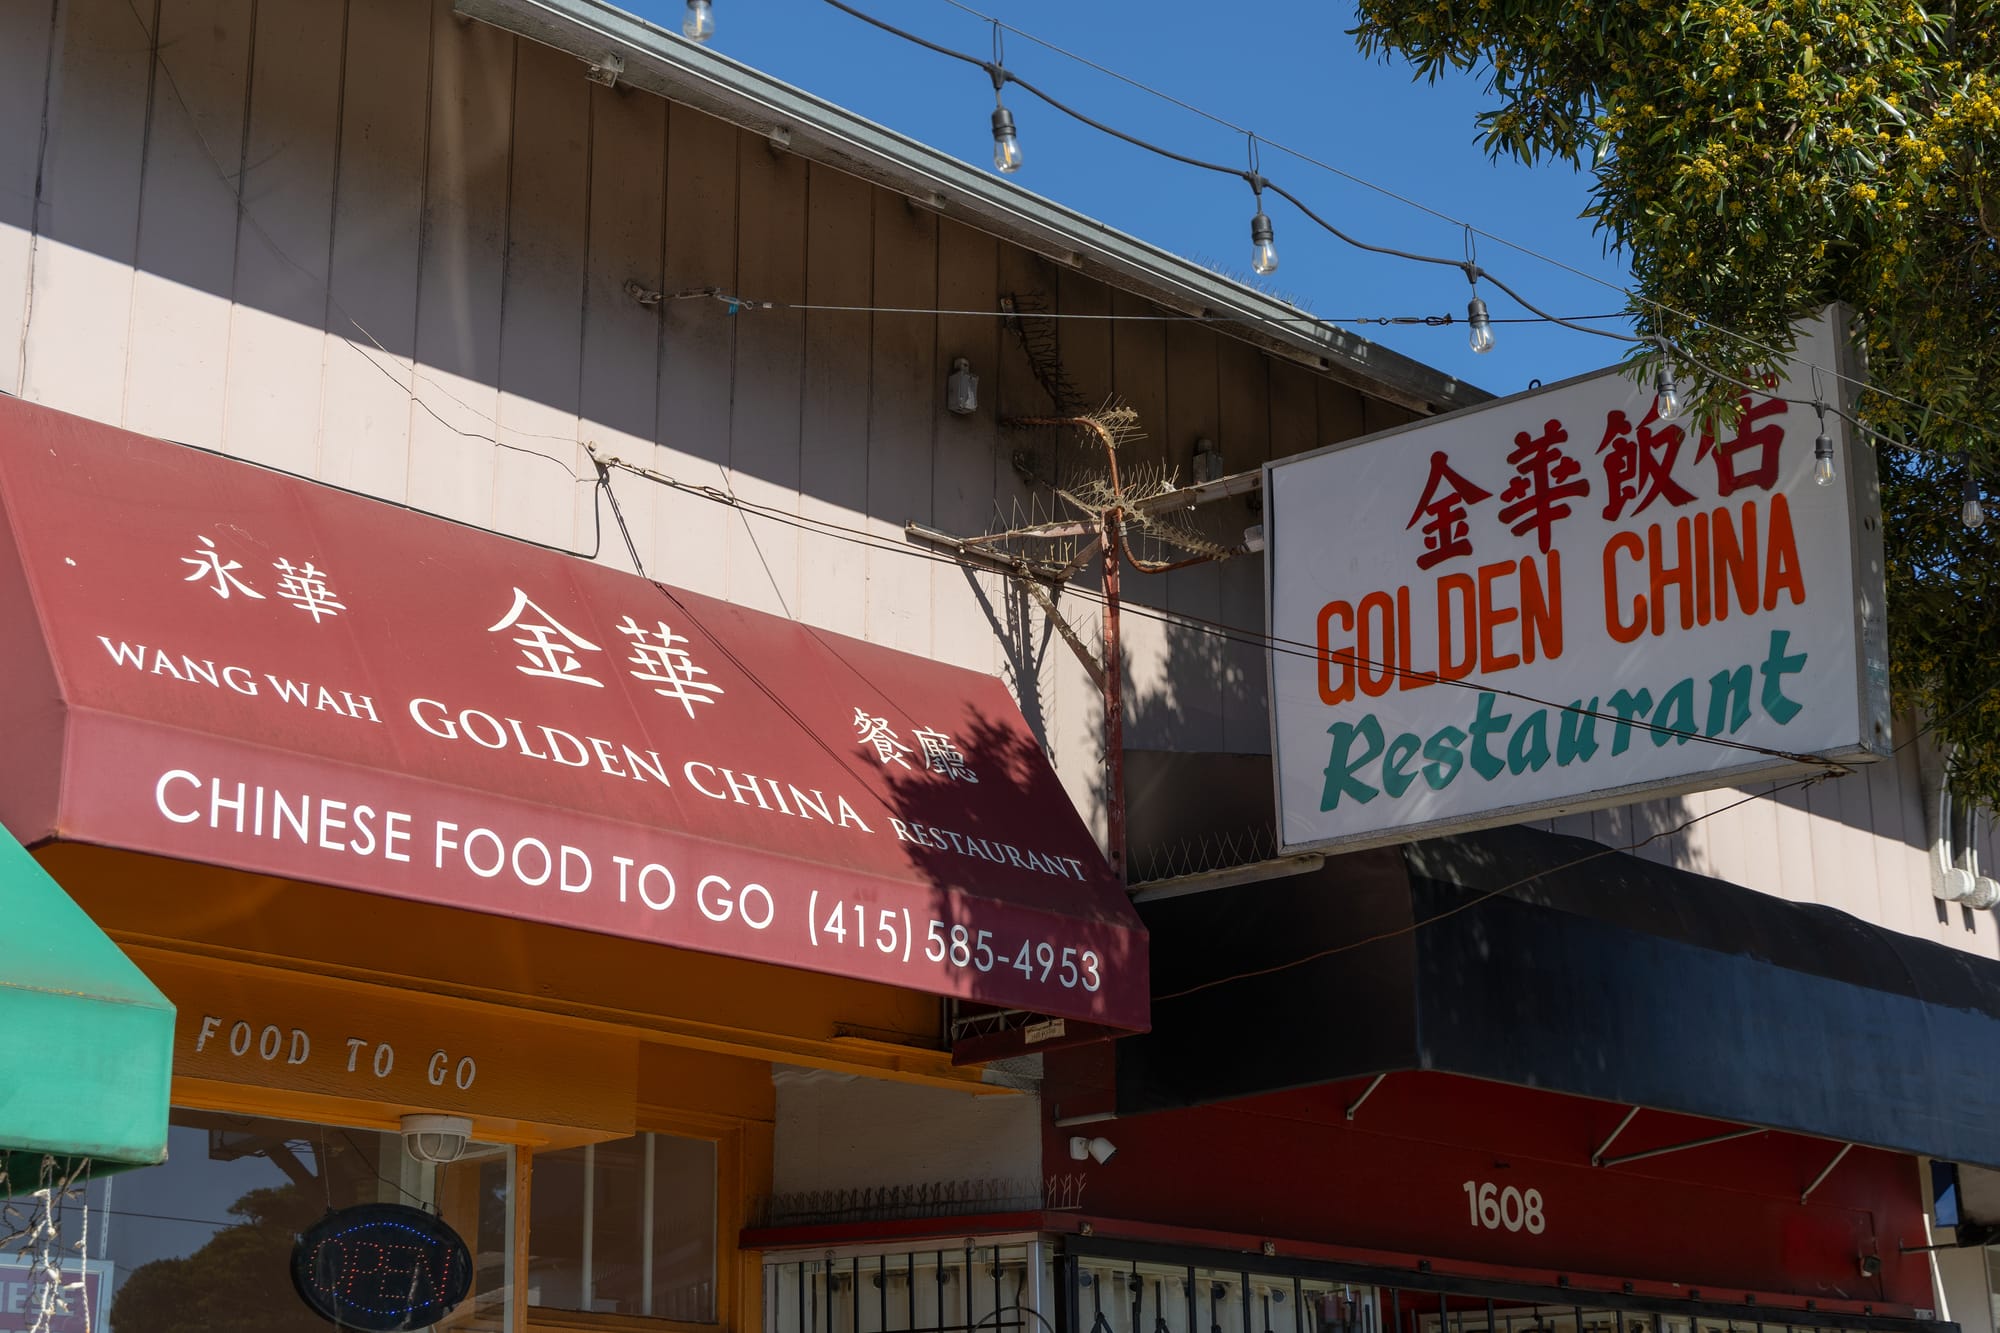 永華 金華 餐廳
WANG WAH GOLDEN CHINA RESTAURANT
CHINESE FOOD TO GO (415) 585-4953
金華飯店
GOLDEN CHINA
Restaurant
FOOD TO GO
OPEN
1608